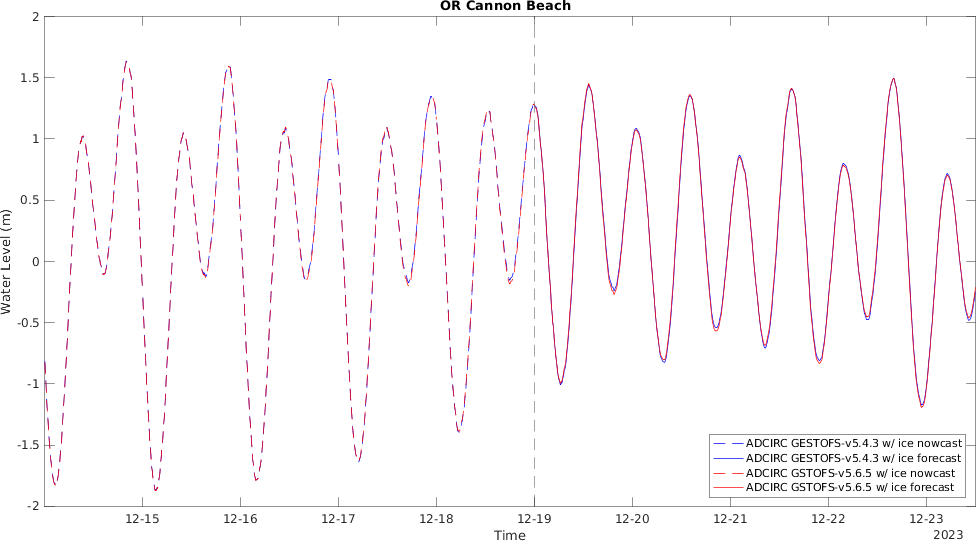 OR Cannon Beach
2
1.5
1
0.5
0
-0.5
-1
-1.5
-2
Water Level (m)
ADCIRC GESTOFS-v5.4.3 w/ ice nowcast
ADCIRC GESTOFS-v5.4.3 w/ ice forecast
ADCIRC GSTOFS-v5.6.5 w/ ice nowcast
ADCIRC GSTOFS-v5.6.5 w/ ice forecast
12-15 12-16 12-17 12-18 12-19 12-20 12-21 12-22 12-23
Time
2023